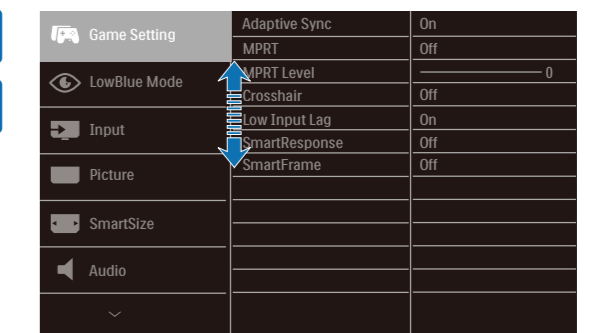 Game Setting
LowBlue Mode
Input
Picture
SmartSize
Audio
Adaptive Sync On
MPRT Off
MPRT Level 0
Crosshair Off
Low Input Lag On
SmartResponse Off
SmartFrame Off